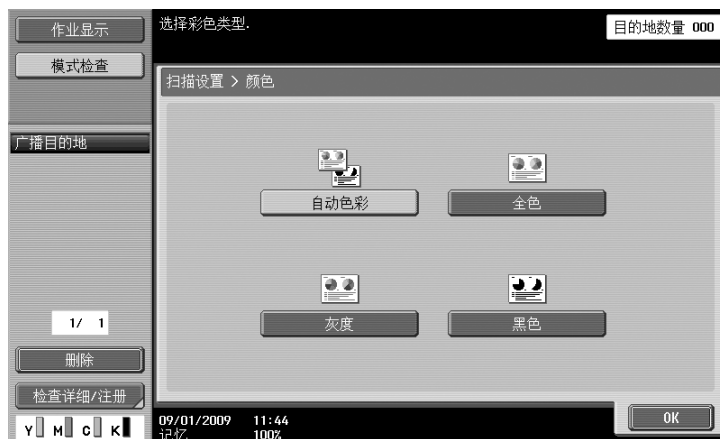 作业显示
选择彩色类型.
目的地数量 000
模式检查
扫描设置 > 颜色
广播目的地
自动色彩
全色
灰度
黑色
1/ 1
删除
检查详细/注册
OK
Y M C K
09/01/2009 11:44
记忆 100%